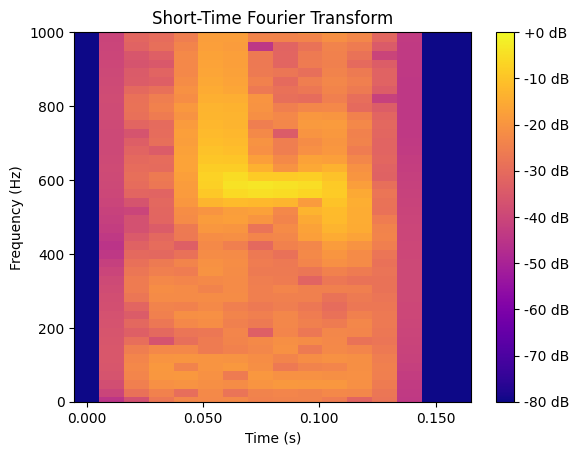 Short-Time Fourier Transform
1000
800
600
400
200
0
Frequency (Hz)
0.000
0.050
0.100
0.150
Time (s)
+0 dB
-10 dB
-20 dB
-30 dB
-40 dB
-50 dB
-60 dB
-70 dB
-80 dB